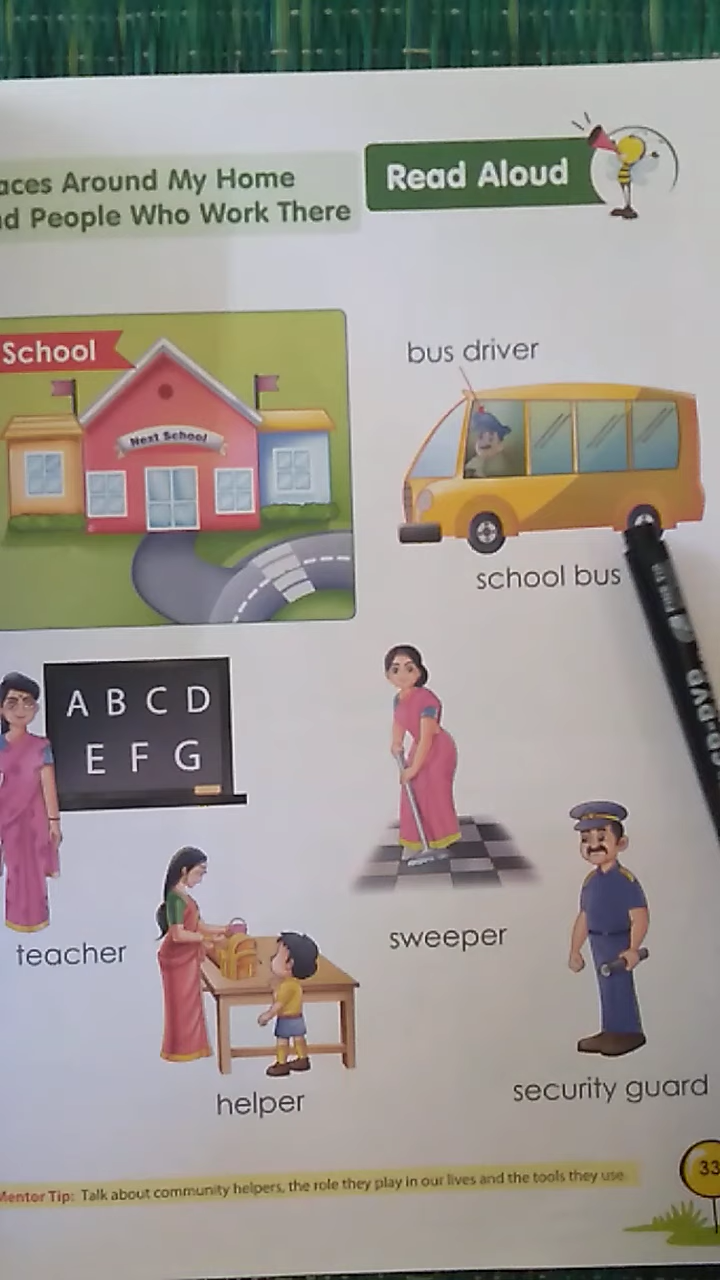 aces Around My Home
d People Who Work There
Read Aloud
School
Next School
bus driver
school bus
A B C D
E F G
teacher
sweeper
helper
security guard
Mentor Tip: Talk about community helpers, the role they play in our lives and the tools they use.
33
CD-DVD